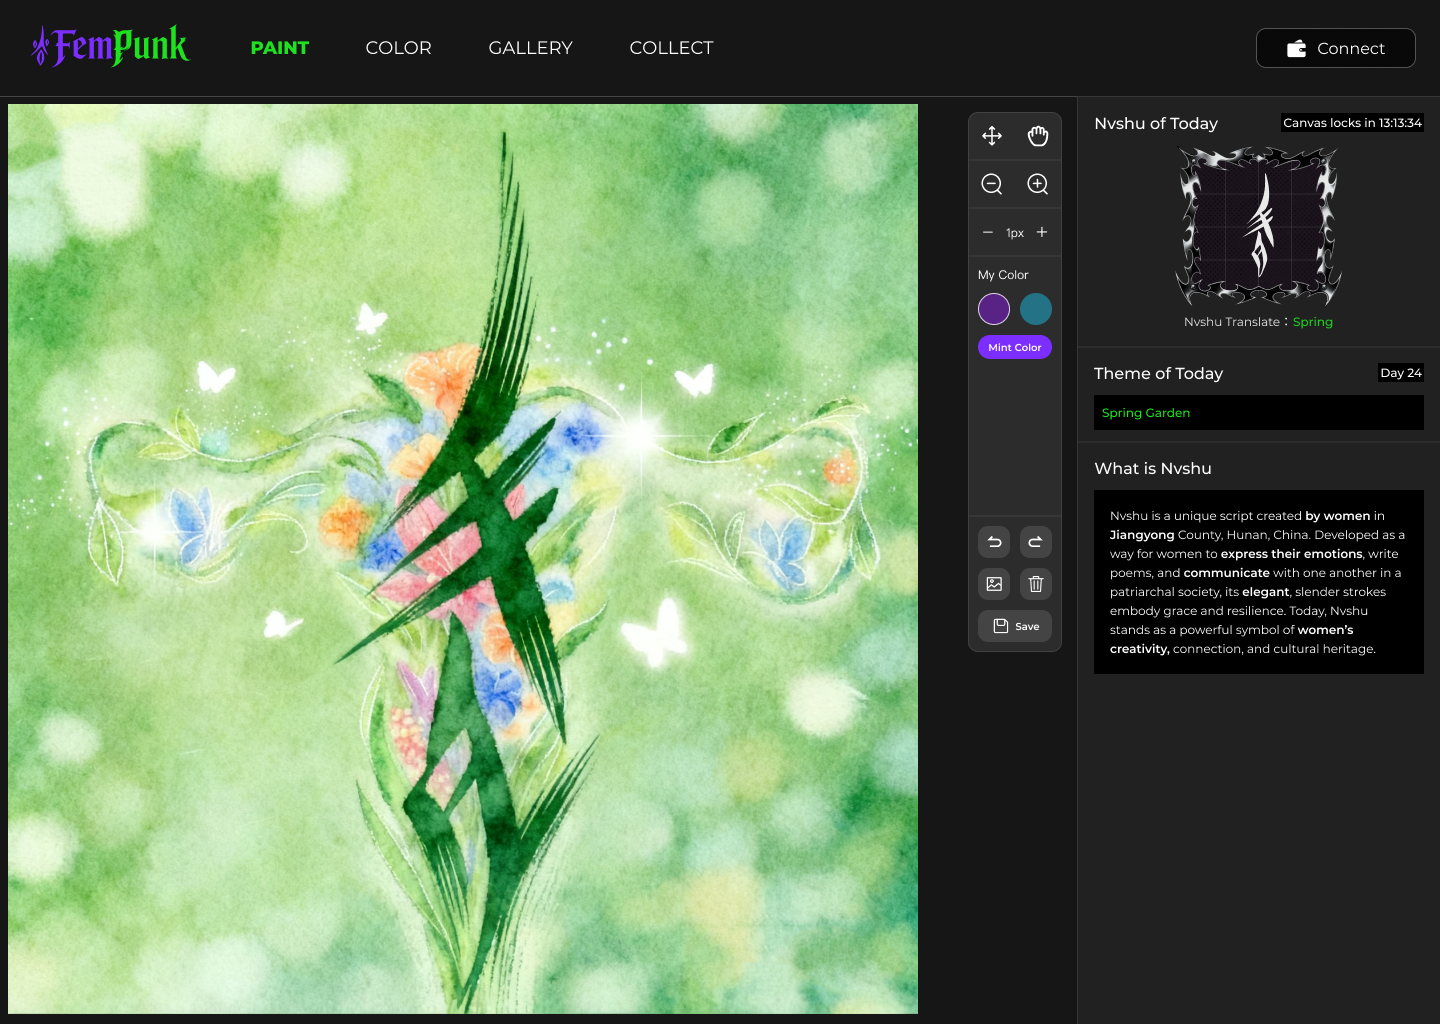 FemPunk
PAINT
COLOR
GALLERY
COLLECT
Connect
1px
My Color
Mint Color
Save
Nvshu of Today
Canvas locks in 13:13:34
Nvshu Translate：Spring
Theme of Today
Day 24
Spring Garden
What is Nvshu
Nvshu is a unique script created by women in
Jiangyong County, Hunan, China. Developed as a
way for women to express their emotions, write
poems, and communicate with one another in a
patriarchal society, its elegant, slender strokes
embody grace and resilience. Today, Nvshu
stands as a powerful symbol of women’s
creativity, connection, and cultural heritage.